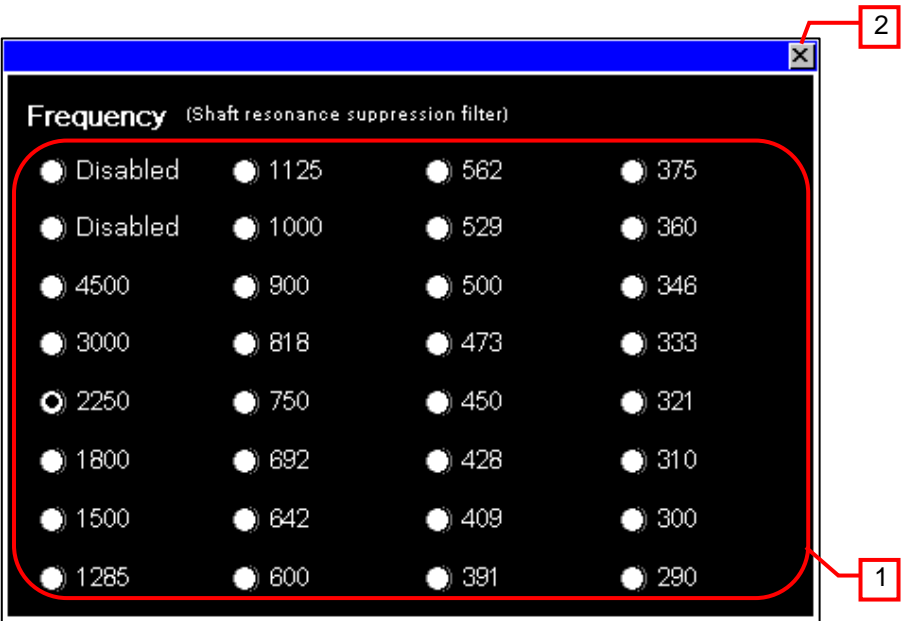 2
Frequency (Shaft resonance suppression filter)
Disabled 1125 562 375
Disabled 1000 529 360
4500 900 500 346
3000 818 473 333
2250 750 450 321
1800 692 428 310
1500 642 409 300
1285 600 391 290
1